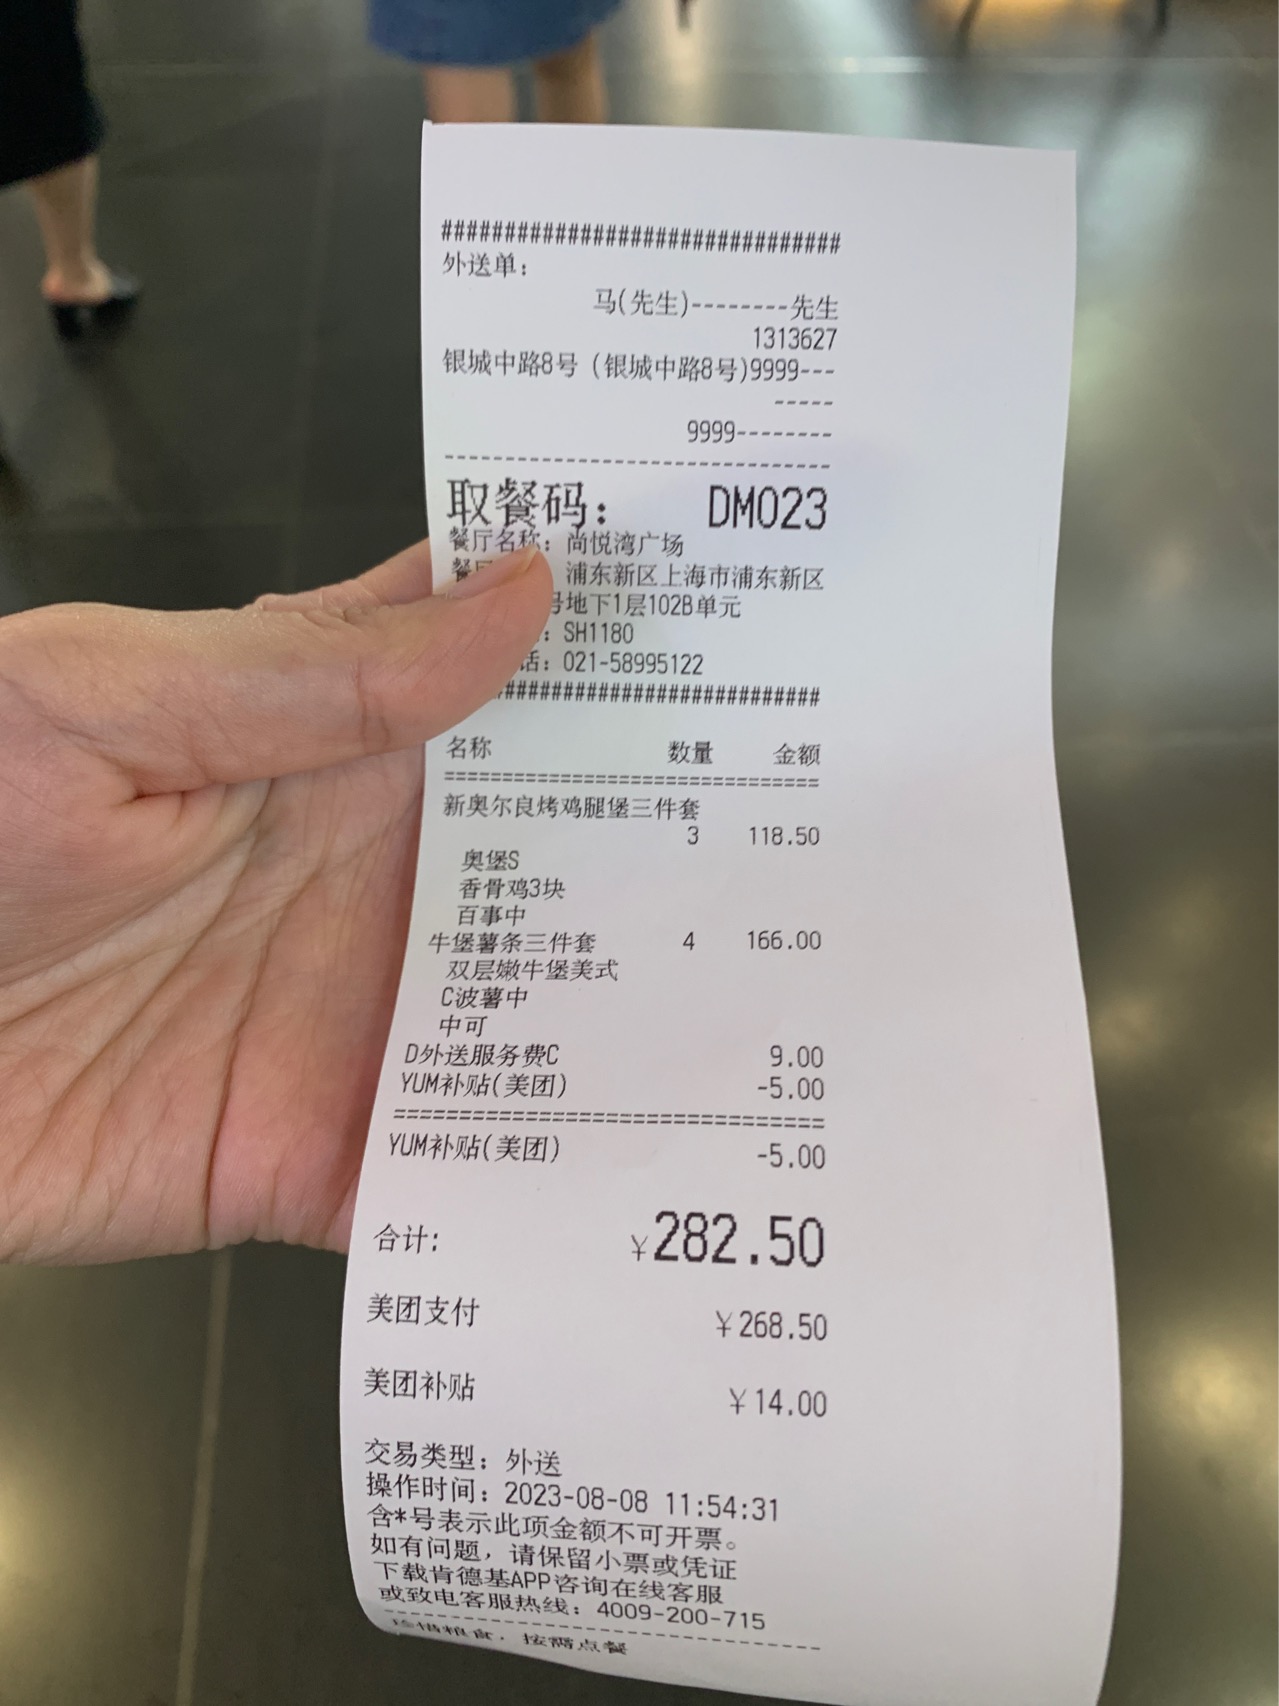 ################################
外送单：
马(先生)--------先生
1313627
银城中路8号 (银城中路8号)9999---
-----
9999--------
--------------------------------
取餐码： DM023
餐厅名称：尚悦湾广场
浦东新区上海市浦东新区
号地下1层102B单元
：SH1180
话：021-58995122
###########################
名称 数量 金额
================================
新奥尔良烤鸡腿堡三件套
3 118.50
奥堡S
香骨鸡3块
百事中
牛堡薯条三件套 4 166.00
双层嫩牛堡美式
C波薯中
中可
D外送服务费C 9.00
YUM补贴(美团) -5.00
================================
YUM补贴(美团) -5.00
合计: ¥282.50
美团支付 ¥268.50
美团补贴 ¥14.00
交易类型：外送
操作时间：2023-08-08 11:54:31
含*号表示此项金额不可开票。
如有问题，请保留小票或凭证
下载肯德基APP咨询在线客服
或致电客服热线：4009-200-715
--------------------------------
珍惜粮食，按需点餐